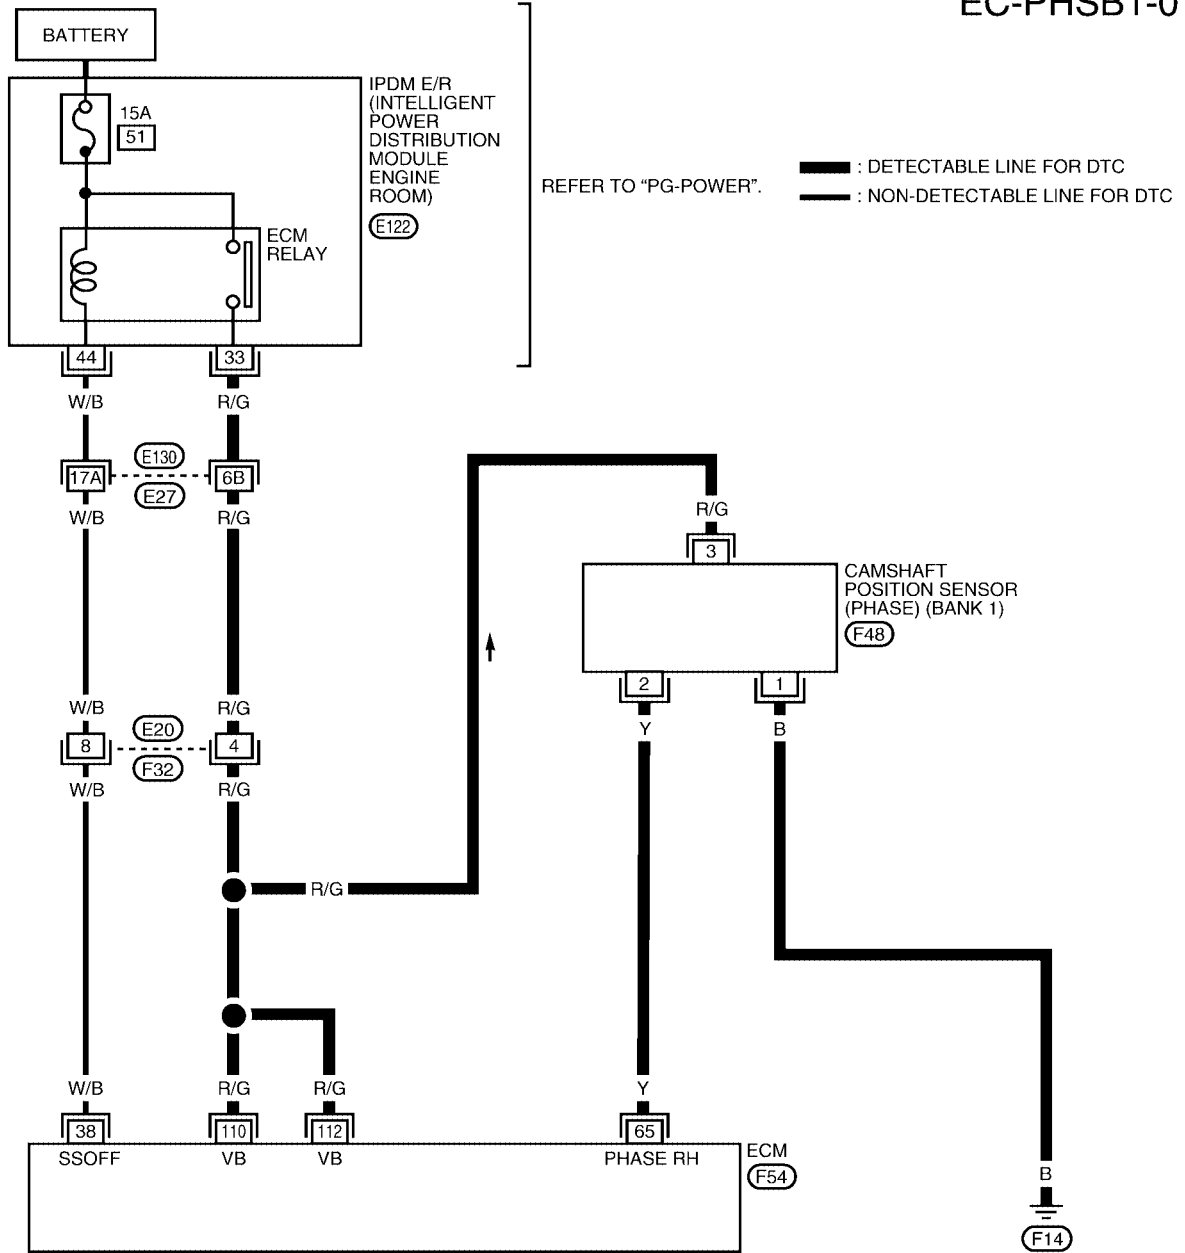 EC-PHSB1-0
BATTERY
15A
51
IPDM E/R
(INTELLIGENT
POWER
DISTRIBUTION
MODULE
ENGINE
ROOM)
E122
ECM
RELAY
REFER TO “PG-POWER”.
: DETECTABLE LINE FOR DTC
: NON-DETECTABLE LINE FOR DTC
44
33
W/B
R/G
17A
E130
E27
6B
W/B
R/G
R/G
3
CAMSHAFT
POSITION SENSOR
(PHASE) (BANK 1)
F48
2
1
Y
B
W/B
R/G
8
E20
F32
4
W/B
R/G
R/G
W/B
R/G
R/G
Y
38
110
112
65
SSOFF
VB
VB
PHASE RH
ECM
F54
B
F14